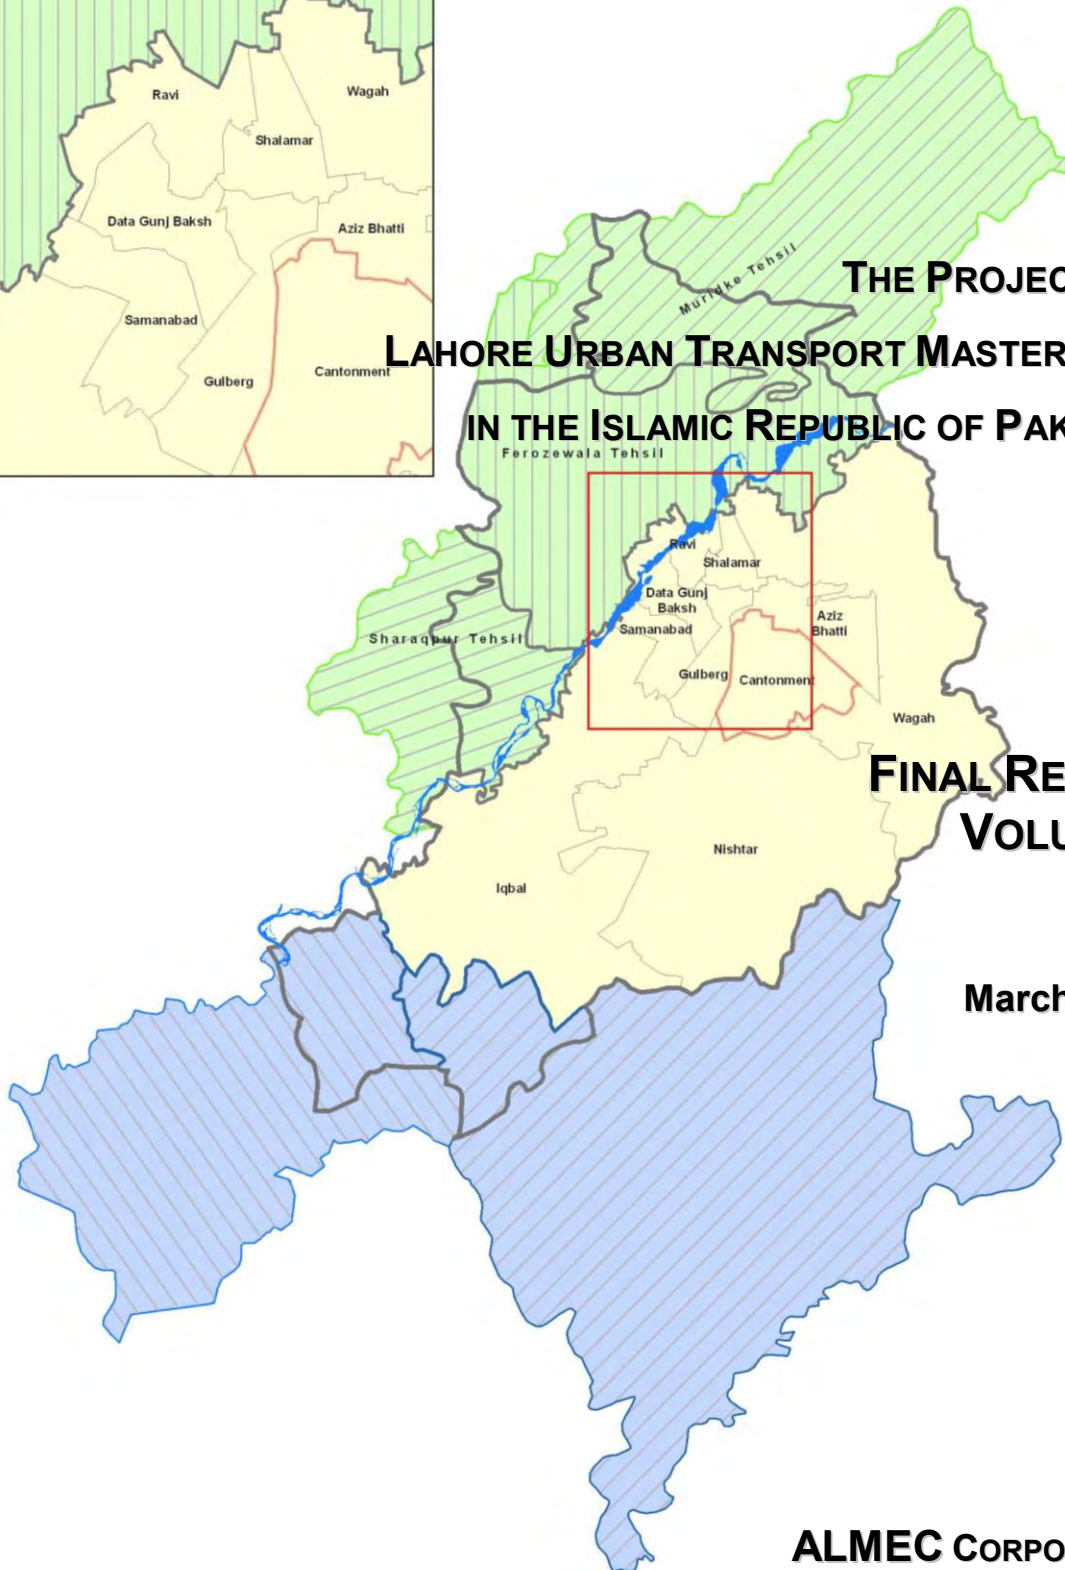 Ravi
Wagah
Shalamar
Data Gunj Baksh
Aziz Bhatti
Samanabad
Gulberg
Cantonment
Muridke Tehsil
THE PROJEC
LAHORE URBAN TRANSPORT MASTER
IN THE ISLAMIC REPUBLIC OF PAK
Ferozewala Tehsil
Ravi
Shalamar
Data Gunj
Baksh
Aziz
Bhatti
Samanabad
Sharaqpur Tehsil
Gulberg
Cantonment
Wagah
FINAL RE
VOLU
Nishtar
Iqbal
March
ALMEC CORPO